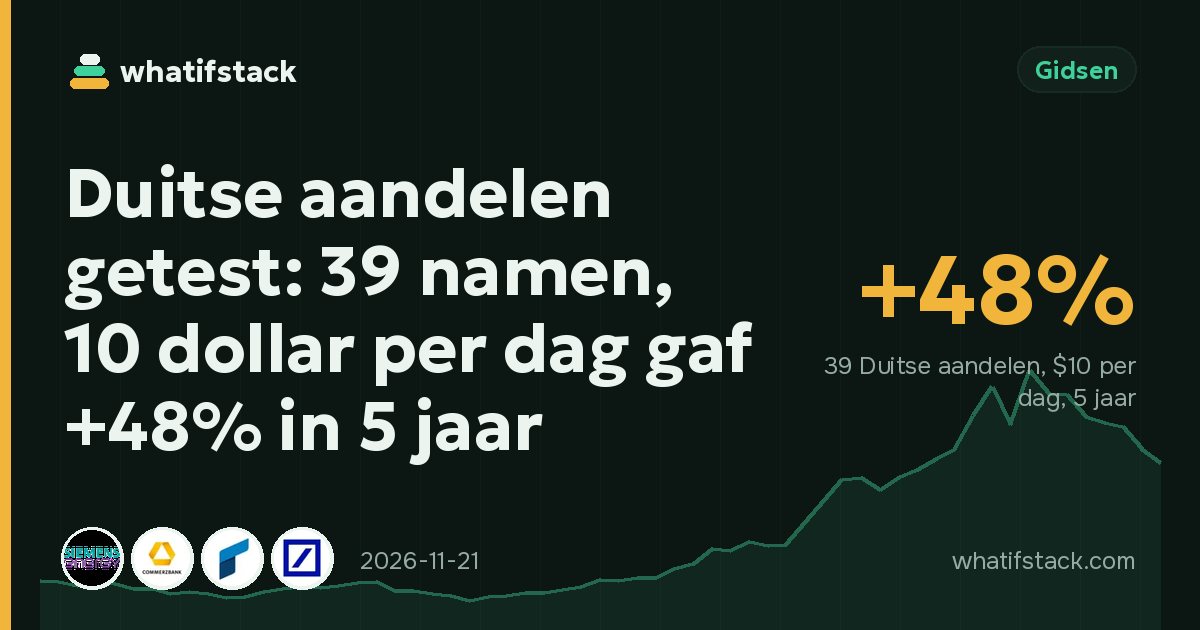 whatifstack
Gidsen
Duitse aandelen
getest: 39 namen,
10 dollar per dag gaf
+48% in 5 jaar
+48%
39 Duitse aandelen, $10 per
dag, 5 jaar
SIEMENS
ENERGY
COMMERZBANK
2026-11-21
whatifstack.com